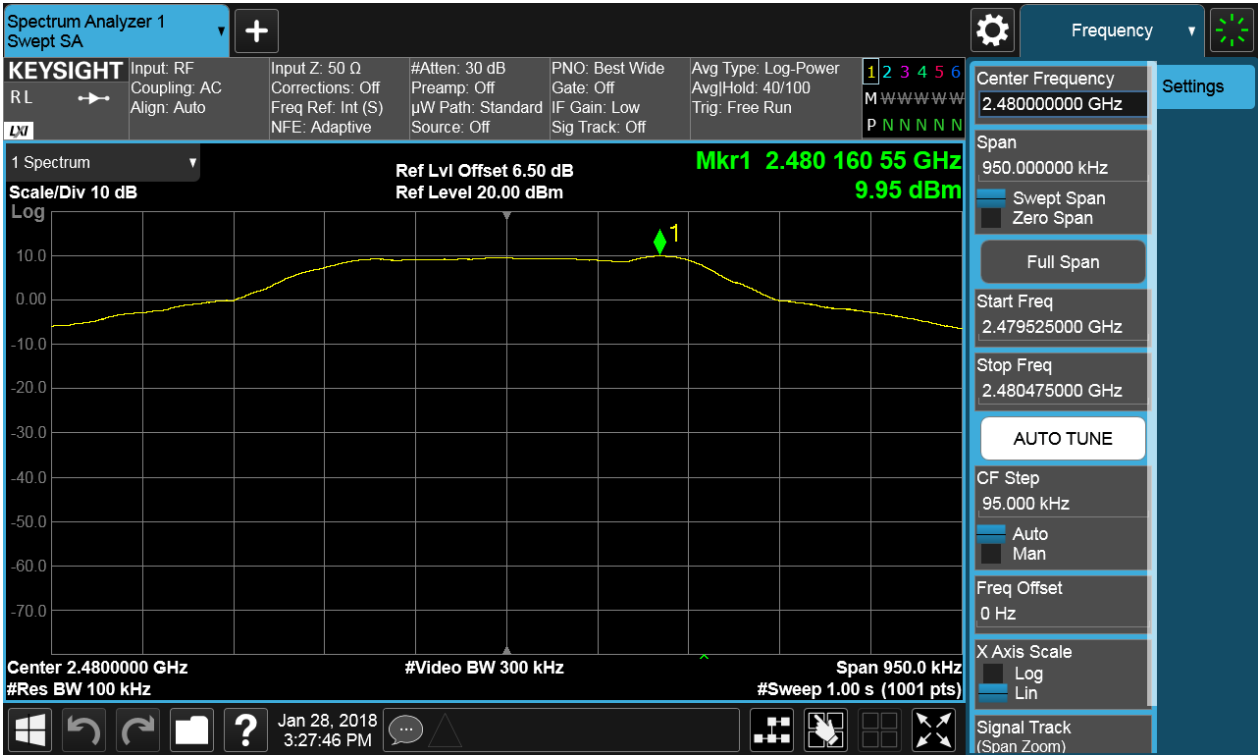 Spectrum Analyzer 1
Swept SA
Frequency
KEYSIGHT
RL
LXI
Input: RF
Coupling: AC
Align: Auto
Input Z: 50 Ω
Corrections: Off
Freq Ref: Int (S)
NFE: Adaptive
#Atten: 30 dB
Preamp: Off
µW Path: Standard
Source: Off
PNO: Best Wide
Gate: Off
IF Gain: Low
Sig Track: Off
Avg Type: Log-Power
Avg|Hold: 40/100
Trig: Free Run
1 2 3 4 5 6
M W W W W W
P N N N N N
1 Spectrum
Scale/Div 10 dB
Log
Ref Lvl Offset 6.50 dB
Ref Level 20.00 dBm
Mkr1 2.480 160 55 GHz
9.95 dBm
1
10.0
0.00
-10.0
-20.0
-30.0
-40.0
-50.0
-60.0
-70.0
Center 2.4800000 GHz
#Video BW 300 kHz
Span 950.0 kHz
#Res BW 100 kHz
#Sweep 1.00 s (1001 pts)
Center Frequency
2.480000000 GHz
Settings
Span
950.000000 kHz
Swept Span
Zero Span
Full Span
Start Freq
2.479525000 GHz
Stop Freq
2.480475000 GHz
AUTO TUNE
CF Step
95.000 kHz
Auto
Man
Freq Offset
0 Hz
X Axis Scale
Log
Lin
Signal Track
(Span Zoom)
?
Jan 28, 2018
3:27:46 PM